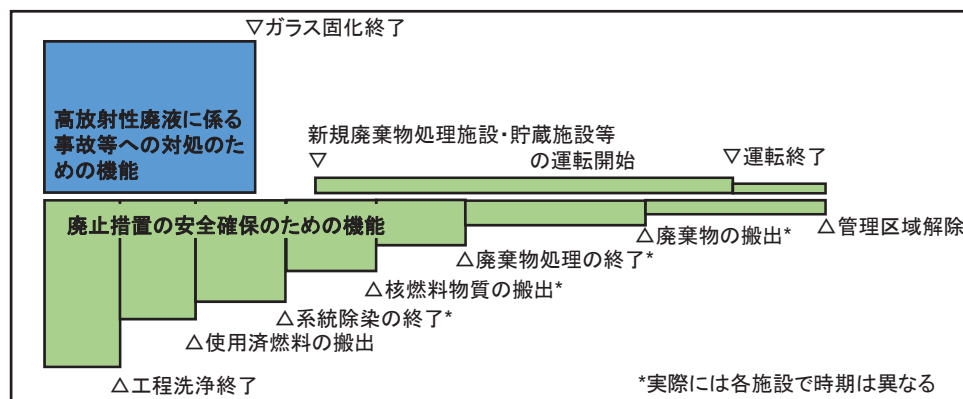 ▽ガラス固化終了
高放射性廃液に係る
事故等への対処のた
めの機能
新規廃棄物処理施設・貯蔵施設等
▽ の運転開始
▽運転終了
廃止措置の安全確保のための機能
△廃棄物の搬出*
△管理区域解除
△廃棄物処理の終了*
△核燃料物質の搬出*
△系統除染の終了*
△使用済燃料の搬出
△工程洗浄終了
*実際には各施設で時期は異なる